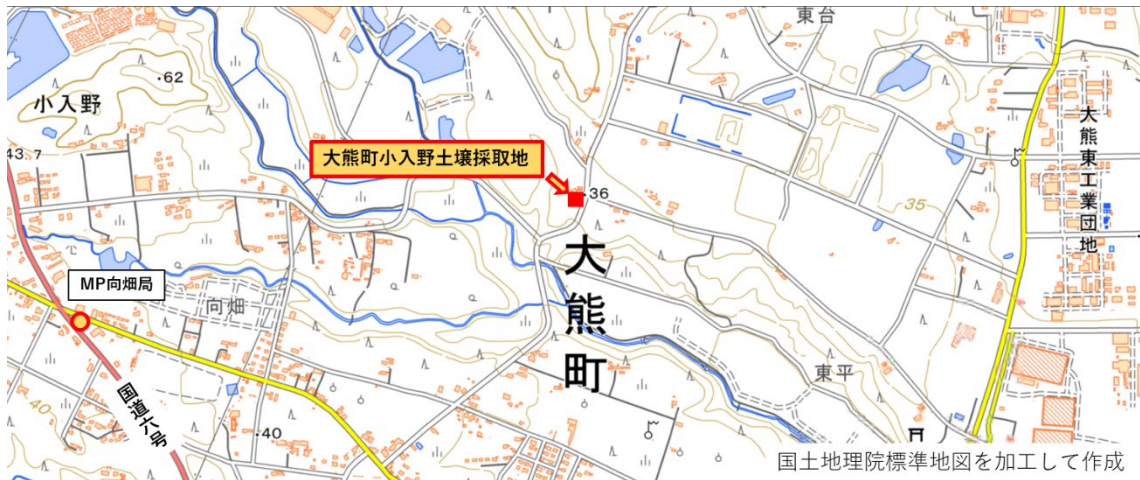 東台
・62
小入野
43.7
大熊町小入野土壌採取地
・36
35
大熊東工業団地
大熊町
MP向畑局
向畑
東平
国道六号
40
・40
国土地理院標準地図を加工して作成